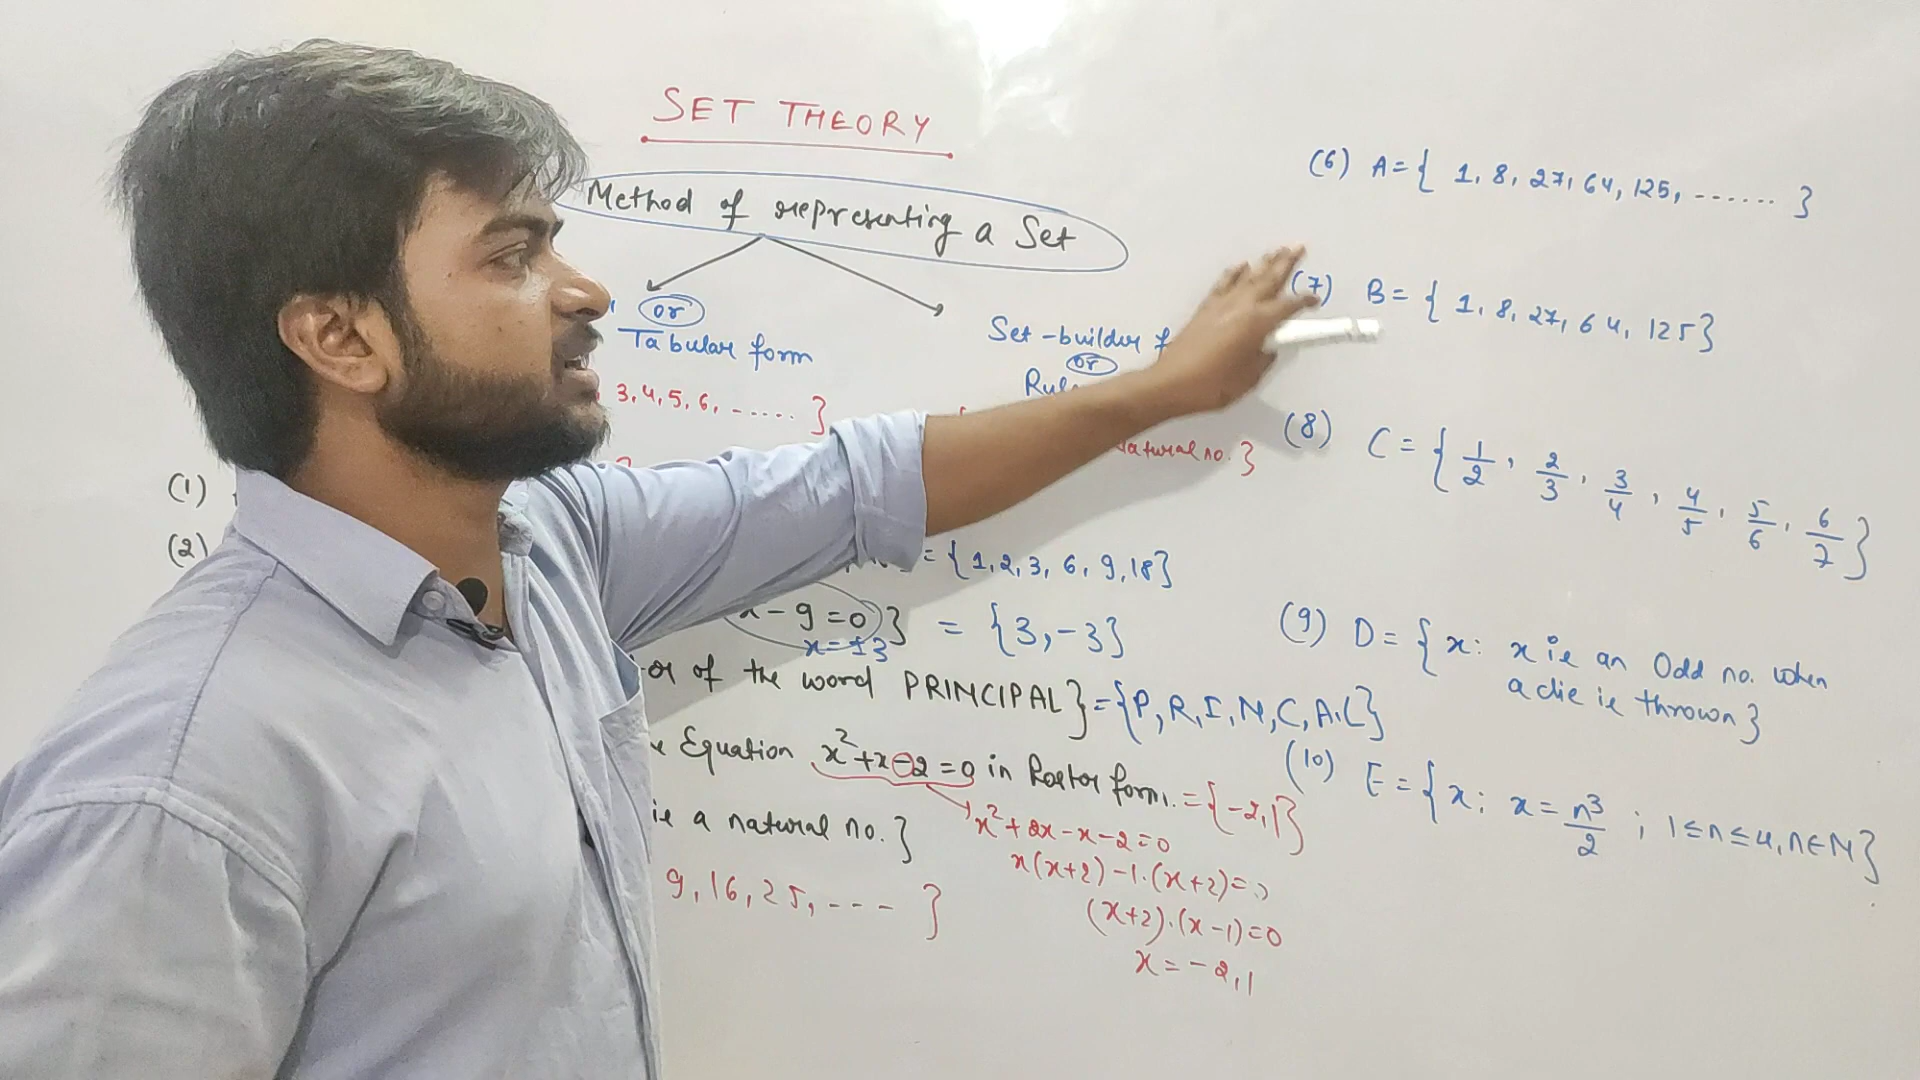 SET THEORY
Method of representing a Set
or
Tabular form
3, 4, 5, 6, ...... }
Set-builder f
or
Rul
Natural no. }
(1)
(2)
= {1, 2, 3, 6, 9, 18}
x - 9 = 0} = {3, -3}
x = ±3
or of the word PRINCIPAL} = {P, R, I, N, C, A, L}
Equation x² + x - 2 = 0 in Roster form. = {-2, 1}
is a natural no. }
9, 16, 25, --- }
x² + 2x - x - 2 = 0
x(x+2) - 1.(x+2) = 0
(x+2).(x-1) = 0
x = -2, 1
(6) A = { 1, 8, 27, 64, 125, ...... }
(7) B = { 1, 8, 27, 64, 125}
(8) C = { 1/2, 2/3, 3/4, 4/5, 5/6, 6/7 }
(9) D = { x: x is an Odd no. when
a die is thrown }
(10) E = { x: x = n³/2 ; 1 ≤ n ≤ 4, n ∈ N }